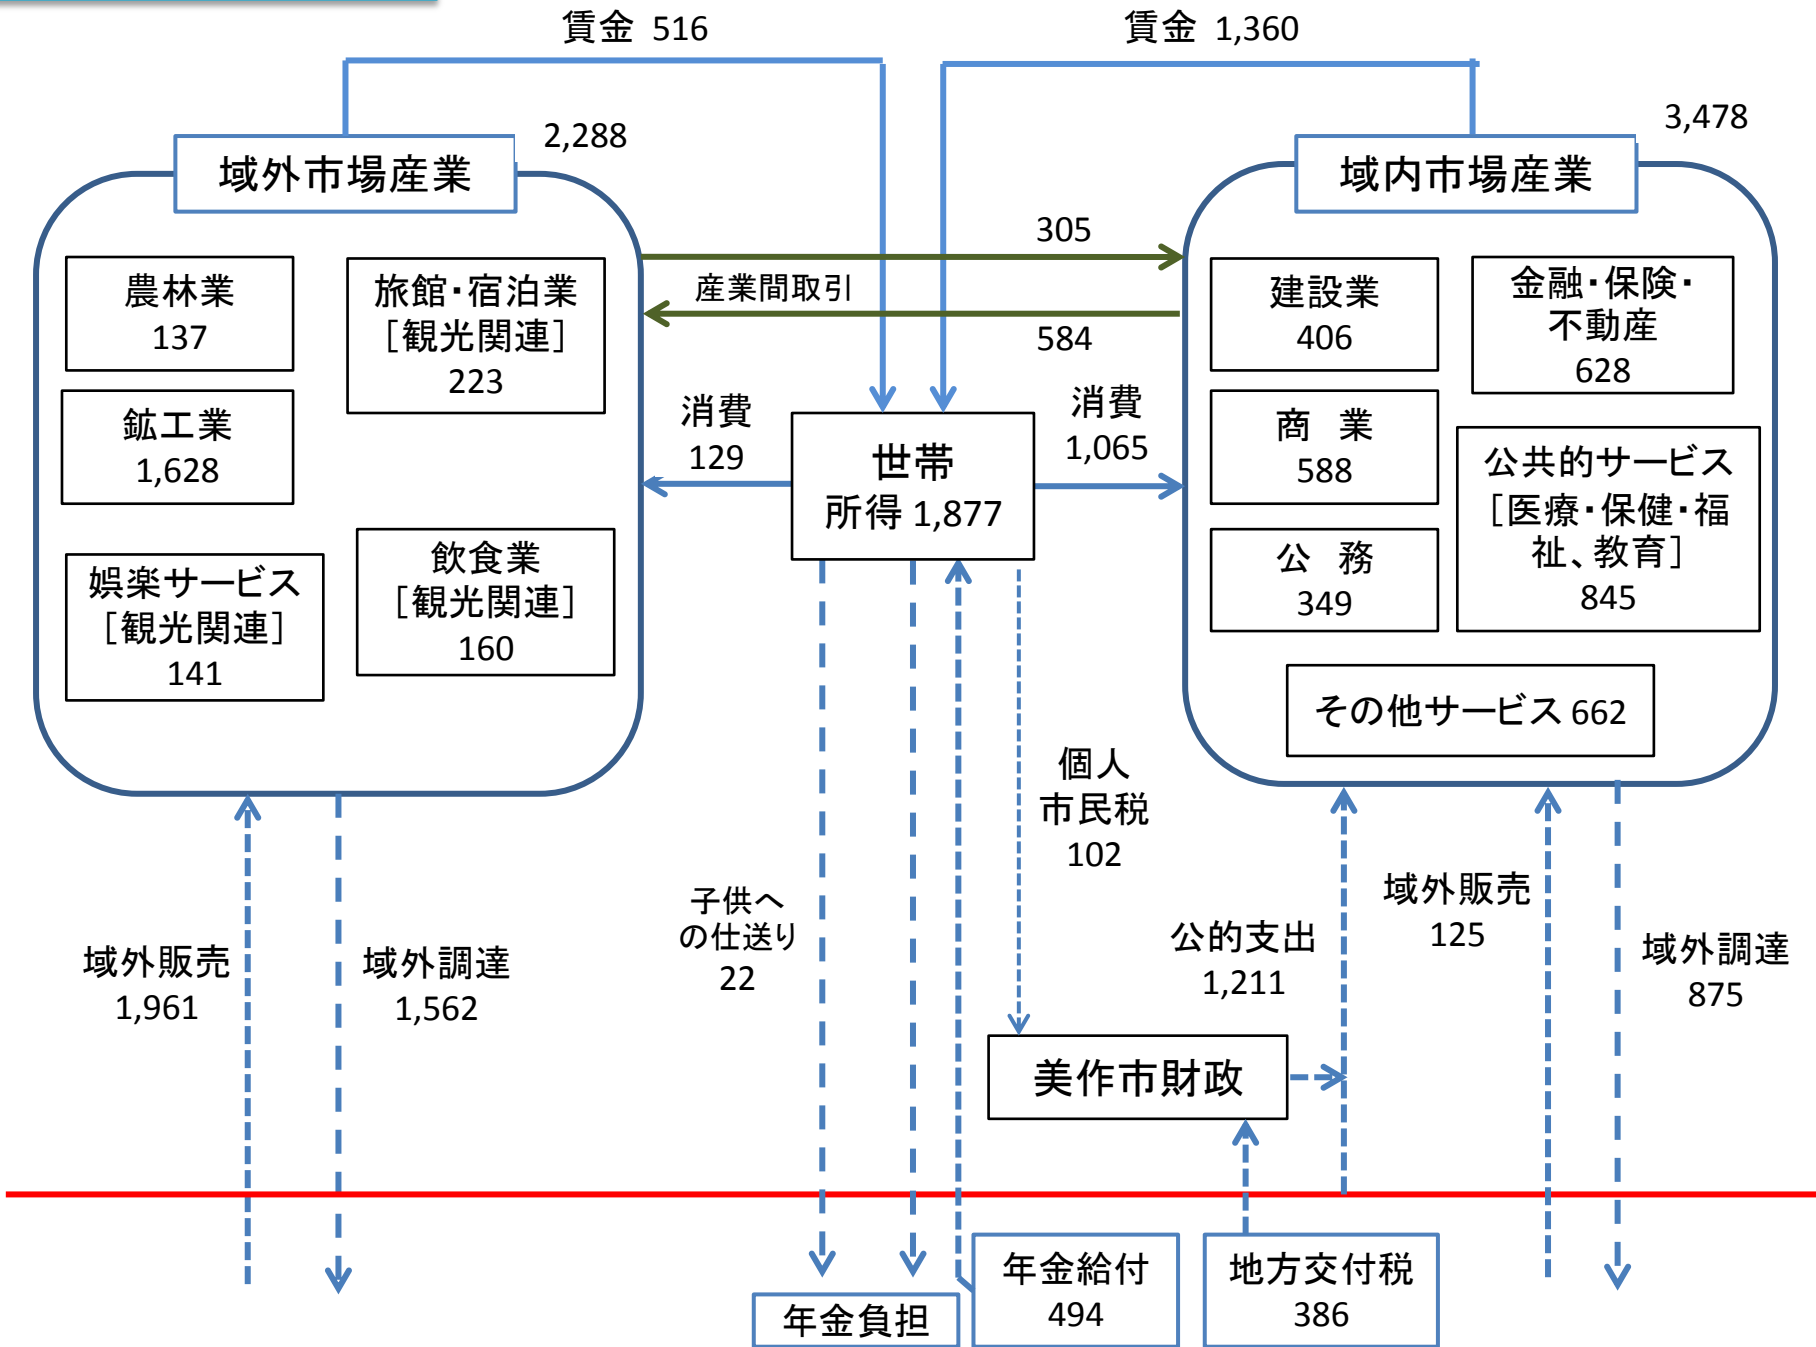 賃金 516
賃金 1,360
2,288
域外市場産業
3,478
域内市場産業
農林業
137
旅館・宿泊業
［観光関連］
223
鉱工業
1,628
娯楽サービス
［観光関連］
141
飲食業
［観光関連］
160
305
産業間取引
584
消費
129
世帯
所得 1,877
消費
1,065
建設業
406
金融・保険・
不動産
628
商　業
588
公共的サービス
［医療・保健・福
祉、教育］
845
公　務
349
その他サービス 662
域外販売
1,961
域外調達
1,562
子供へ
の仕送り
22
個人
市民税
102
公的支出
1,211
域外販売
125
域外調達
875
美作市財政
年金負担
年金給付
494
地方交付税
386